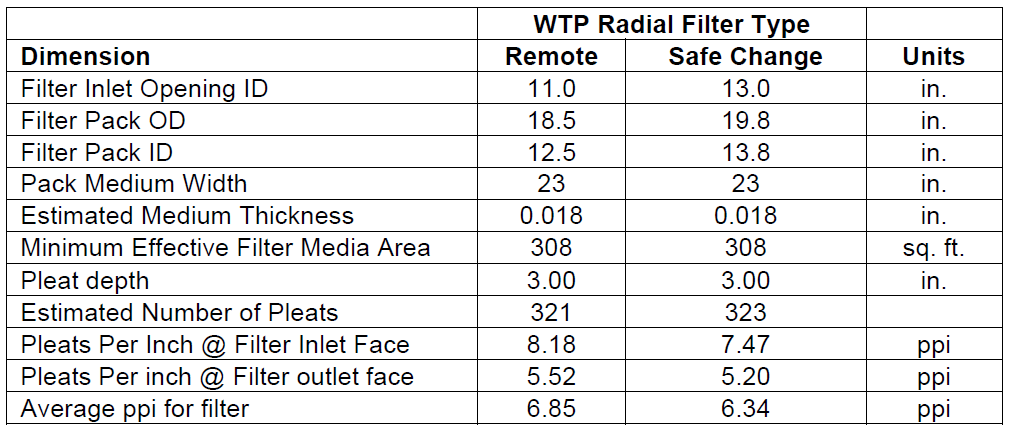 WTP Radial Filter Type
Dimension Remote Safe Change Units
Filter Inlet Opening ID 11.0 13.0 in.
Filter Pack OD 18.5 19.8 in.
Filter Pack ID 12.5 13.8 in.
Pack Medium Width 23 23 in.
Estimated Medium Thickness 0.018 0.018 in.
Minimum Effective Filter Media Area 308 308 sq. ft.
Pleat depth 3.00 3.00 in.
Estimated Number of Pleats 321 323
Pleats Per Inch @ Filter Inlet Face 8.18 7.47 ppi
Pleats Per inch @ Filter outlet face 5.52 5.20 ppi
Average ppi for filter 6.85 6.34 ppi